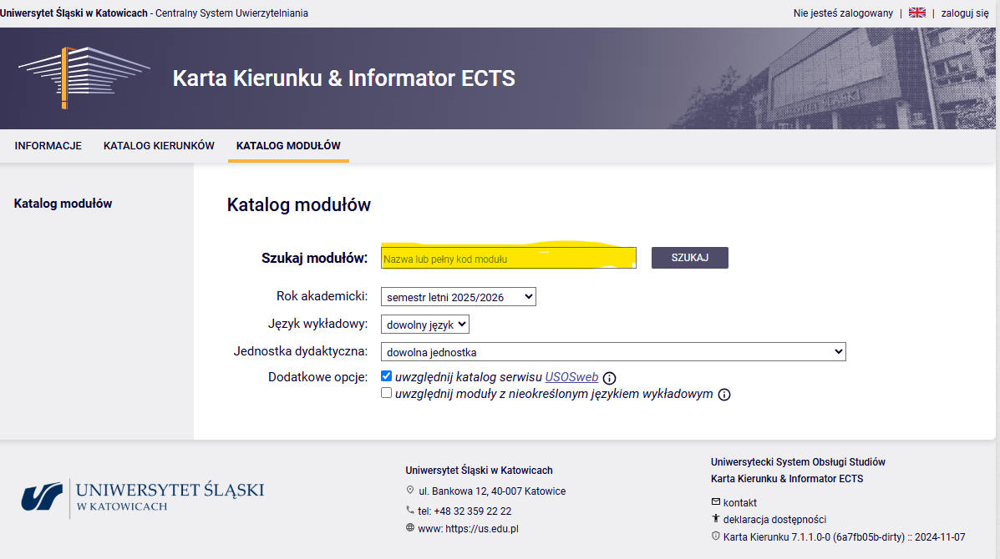 Uniwersytet Śląski w Katowicach - Centralny System Uwierzytelniania
Nie jesteś zalogowany | | zaloguj się
Karta Kierunku & Informator ECTS
UNIWERSYTET ŚLĄSKI
INFORMACJE KATALOG KIERUNKÓW KATALOG MODUŁÓW
Katalog modułów
Katalog modułów
Szukaj modułów: Nazwa lub pełny kod modułu SZUKAJ
Rok akademicki: semestr letni 2025/2026
Język wykładowy: dowolny język
Jednostka dydaktyczna: dowolna jednostka
Dodatkowe opcje: uwzględnij katalog serwisu USOSweb
uwzględnij moduły z nieokreślonym językiem wykładowym
UNIWERSYTET ŚLĄSKI
W KATOWICACH
Uniwersytet Śląski w Katowicach
ul. Bankowa 12, 40-007 Katowice
tel: +48 32 359 22 22
www: https://us.edu.pl
Uniwersytecki System Obsługi Studiów
Karta Kierunku & Informator ECTS
kontakt
deklaracja dostępności
Karta Kierunku 7.1.1.0-0 (6a7fb05b-dirty) :: 2024-11-07